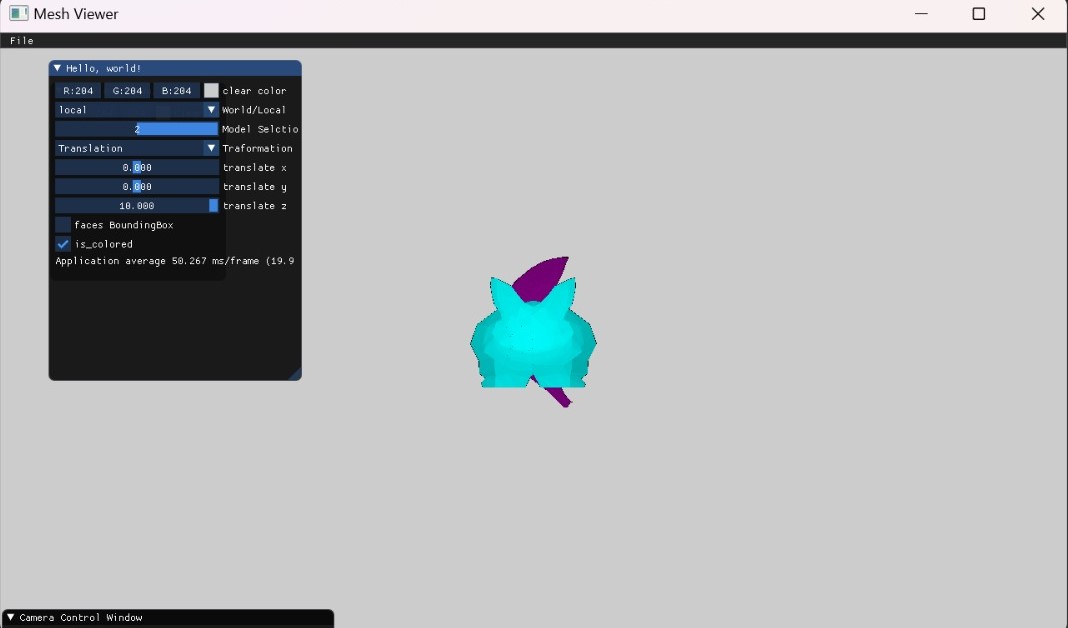 Mesh Viewer
File
Hello, world!
R:204 G:204 B:204 clear color
local World/Local
2 Model Selctio
Translation Traformation
0.000 translate x
0.000 translate y
10.000 translate z
faces BoundingBox
is_colored
Application average 50.267 ms/frame (19.9
Camera Control Window